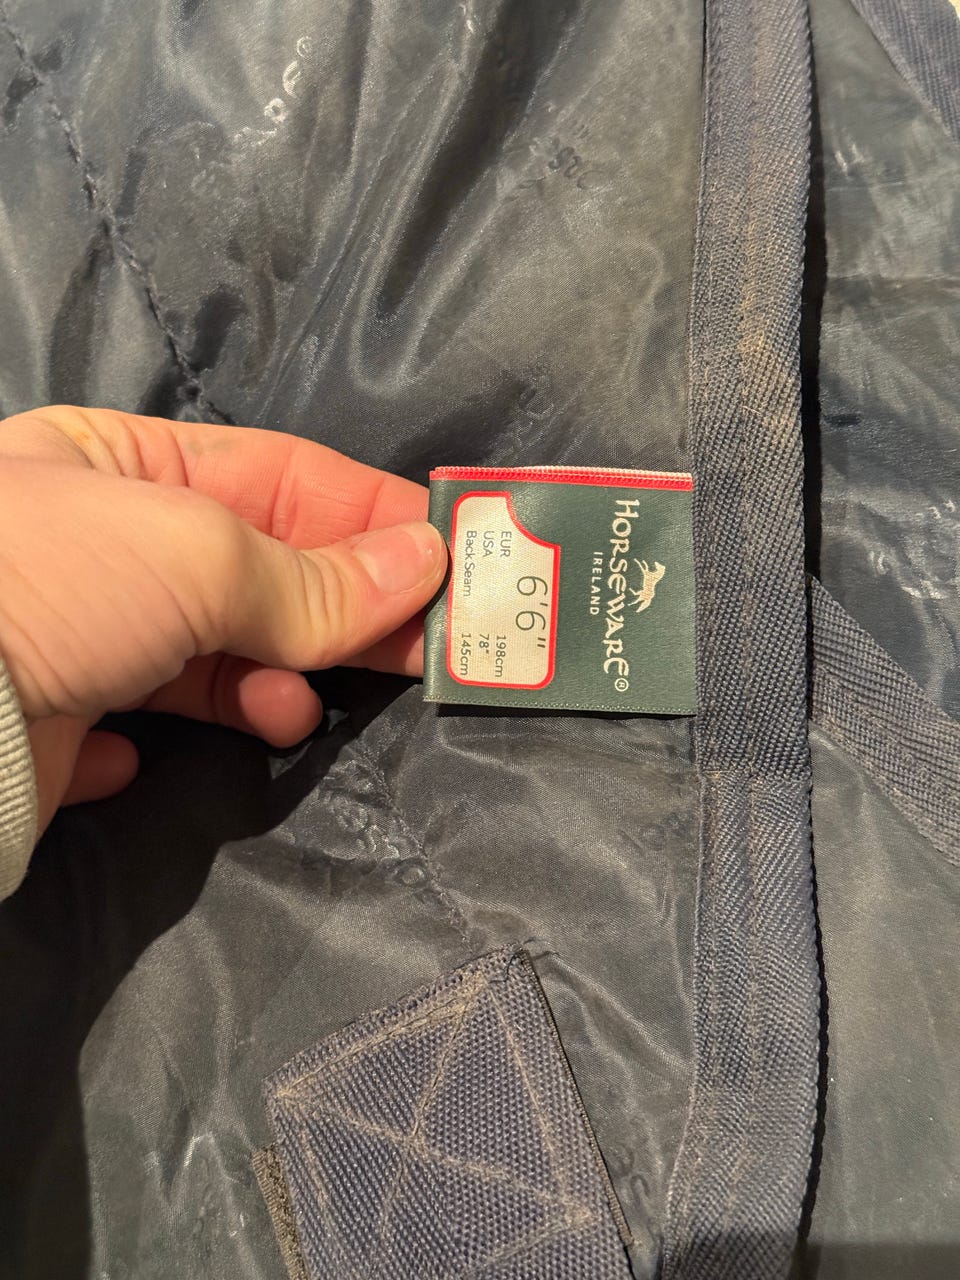 HORSEWARE®
IRELAND
6'6"
EUR 198cm
USA 78"
Back Seam 145cm